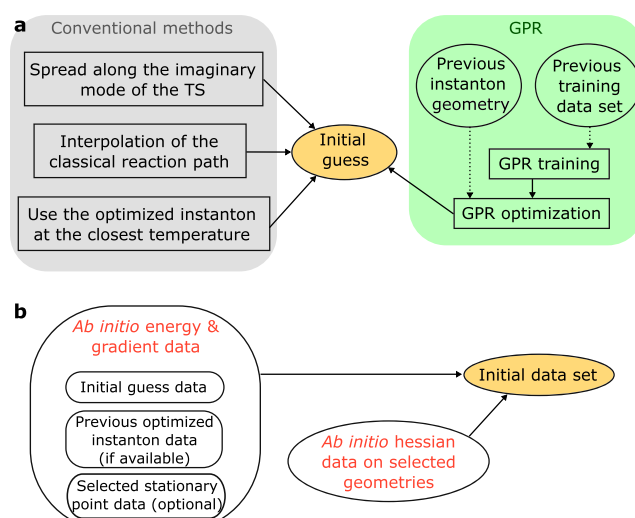 a
Conventional methods
Spread along the imaginary
mode of the TS
Interpolation of the
classical reaction path
Use the optimized instanton
at the closest temperature
Initial
guess
GPR
Previous
instanton
geometry
Previous
training
data set
GPR training
GPR optimization
b
Ab initio energy &
gradient data
Initial guess data
Previous optimized
instanton data
(if available)
Selected stationary
point data (optional)
Initial data set
Ab initio hessian
data on selected
geometries